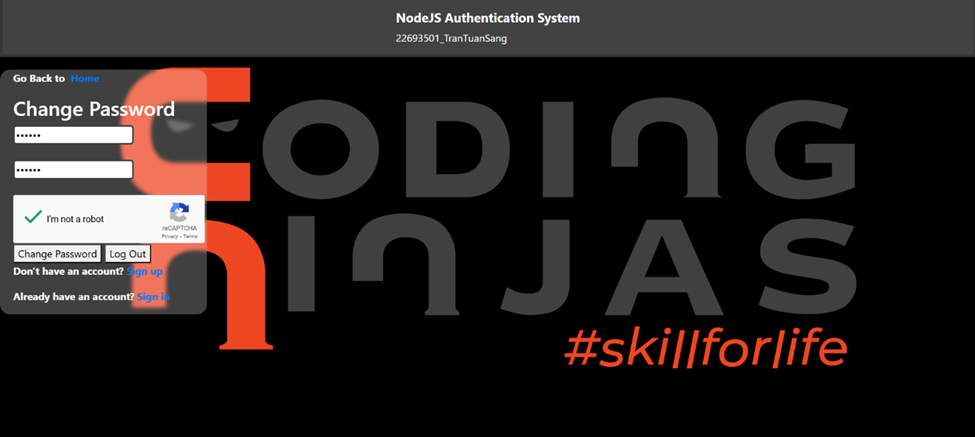 NodeJS Authentication System
22693501_TranTuanSang
Go Back to Home
Change Password
••••••
••••••
I'm not a robot
reCAPTCHA
Privacy - Terms
Change Password Log Out
Don't have an account? Sign up
Already have an account? Sign in
CODING
NINJAS
#skillforlife